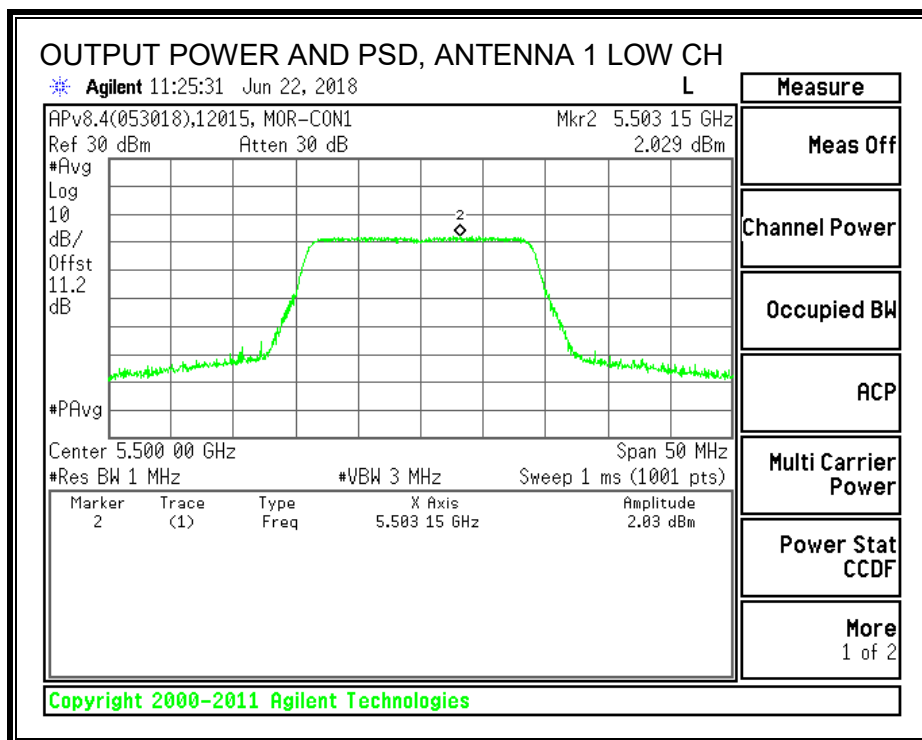 OUTPUT POWER AND PSD, ANTENNA 1 LOW CH
Agilent 11:25:31 Jun 22, 2018 L
APv8.4(053018),12015, MOR-CON1 Mkr2 5.503 15 GHz
Ref 30 dBm Atten 30 dB 2.029 dBm
#Avg
Log
10
dB/
Offst
11.2
dB
2
#PAvg
Center 5.500 00 GHz Span 50 MHz
#Res BW 1 MHz #VBW 3 MHz Sweep 1 ms (1001 pts)
Marker Trace Type X Axis Amplitude
2 (1) Freq 5.503 15 GHz 2.03 dBm
Measure
Meas Off
Channel Power
Occupied BW
ACP
Multi Carrier
Power
Power Stat
CCDF
More
1 of 2
Copyright 2000-2011 Agilent Technologies